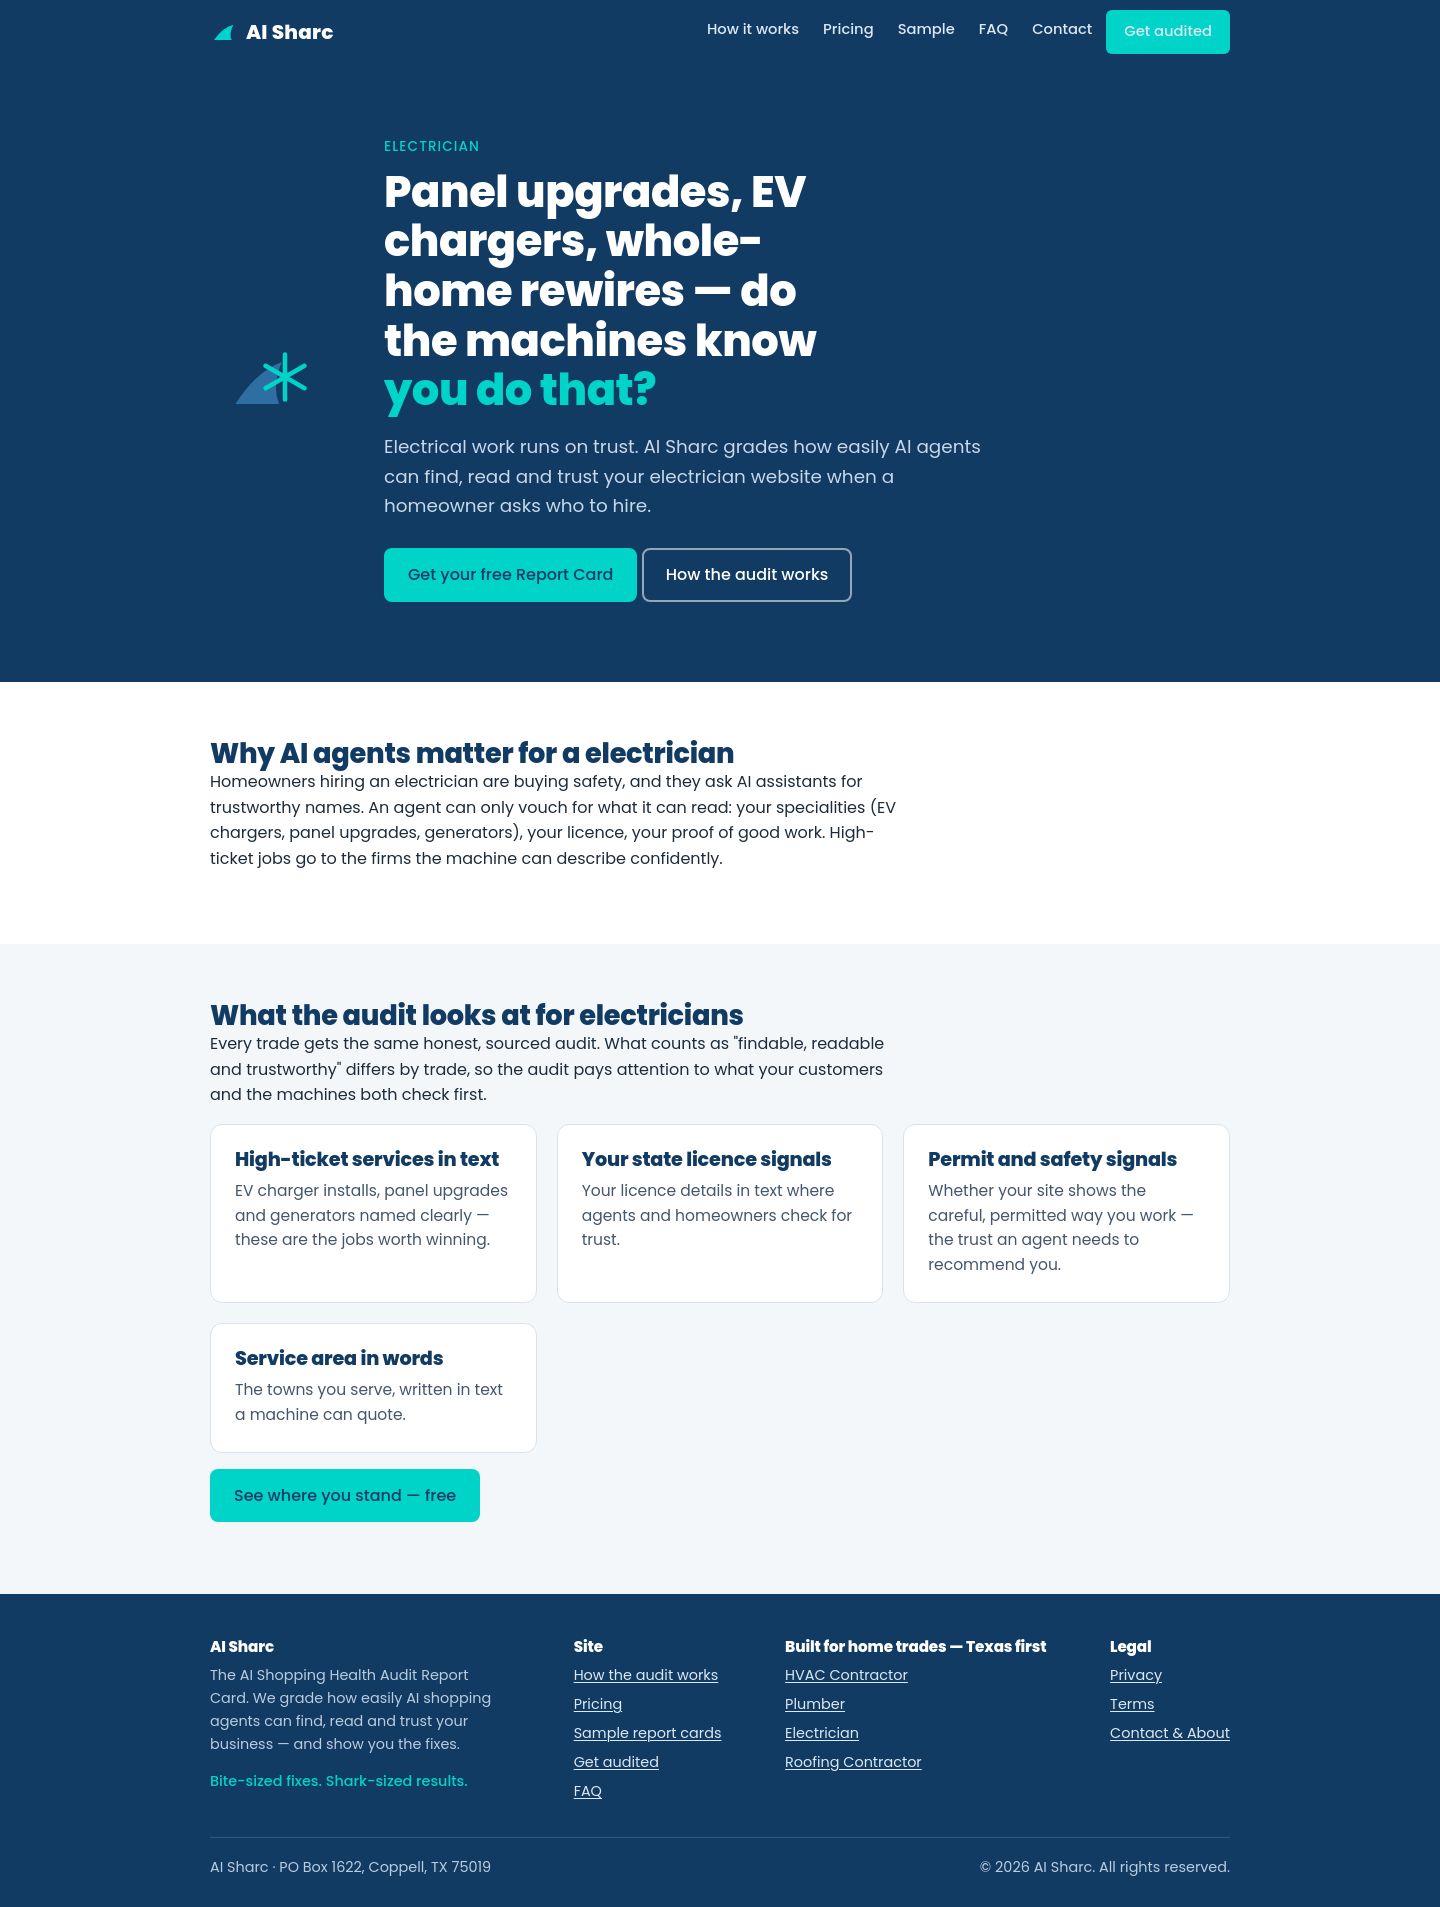 AI Sharc
How it works
Pricing
Sample
FAQ
Contact
Get audited
ELECTRICIAN
Panel upgrades, EV
chargers, whole-
home rewires — do
the machines know
you do that?
Electrical work runs on trust. AI Sharc grades how easily AI agents
can find, read and trust your electrician website when a
homeowner asks who to hire.
Get your free Report Card
How the audit works
Why AI agents matter for a electrician
Homeowners hiring an electrician are buying safety, and they ask AI assistants for
trustworthy names. An agent can only vouch for what it can read: your specialities (EV
chargers, panel upgrades, generators), your licence, your proof of good work. High-
ticket jobs go to the firms the machine can describe confidently.
What the audit looks at for electricians
Every trade gets the same honest, sourced audit. What counts as "findable, readable
and trustworthy" differs by trade, so the audit pays attention to what your customers
and the machines both check first.
High-ticket services in text
EV charger installs, panel upgrades
and generators named clearly —
these are the jobs worth winning.
Your state licence signals
Your licence details in text where
agents and homeowners check for
trust.
Permit and safety signals
Whether your site shows the
careful, permitted way you work —
the trust an agent needs to
recommend you.
Service area in words
The towns you serve, written in text
a machine can quote.
See where you stand — free
AI Sharc
The AI Shopping Health Audit Report
Card. We grade how easily AI shopping
agents can find, read and trust your
business — and show you the fixes.
Bite-sized fixes. Shark-sized results.
Site
How the audit works
Pricing
Sample report cards
Get audited
FAQ
Built for home trades — Texas first
HVAC Contractor
Plumber
Electrician
Roofing Contractor
Legal
Privacy
Terms
Contact & About
AI Sharc · PO Box 1622, Coppell, TX 75019
© 2026 AI Sharc. All rights reserved.